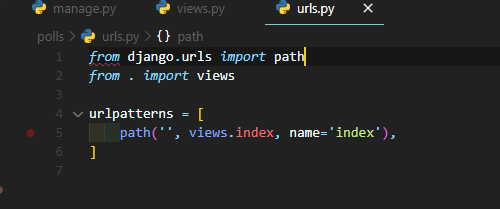 manage.py views.py urls.py ×
polls > urls.py > {} path
1 from django.urls import path
2 from . import views
3
4 urlpatterns = [
5 path('', views.index, name='index'),
6 ]
7